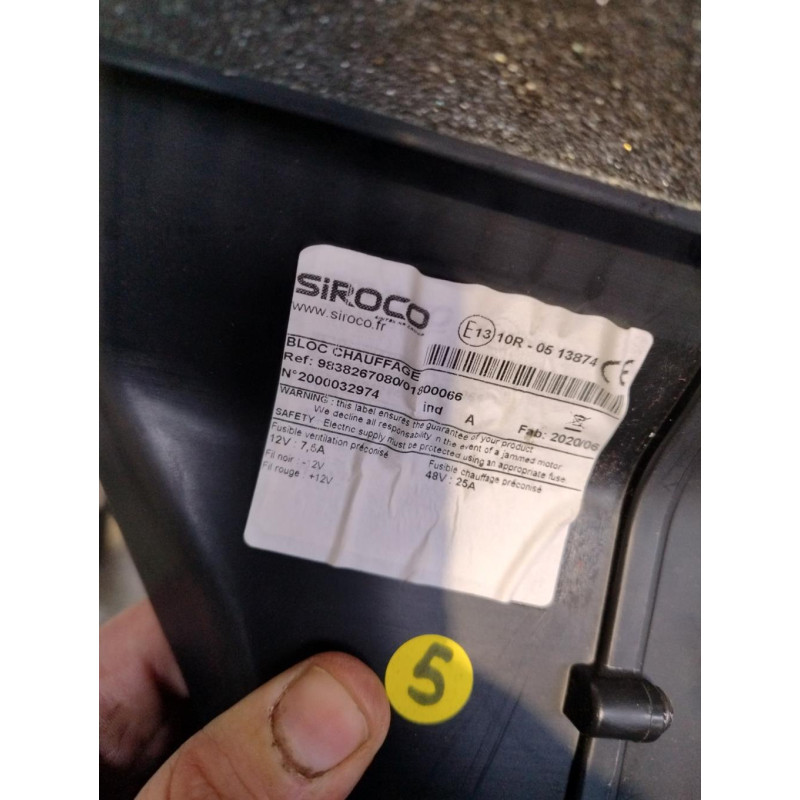 SiROCO
www.siroco.fr
E13 10R - 05 13874 CE
BLOC CHAUFFAGE
Ref: 9838267080/01S00066
N°2000032974 ind A Fab: 2020/06
WARNING : this label ensures the guarantee of your product
We decline all responsability in the event of a jammed motor
SAFETY Electric supply must be protected using an appropriate fuse
Fusible ventilation préconisé
12V : 7,5A
Fusible chauffage préconisé
48V : 25A
Fil noir :
Fil rouge : +12V
5